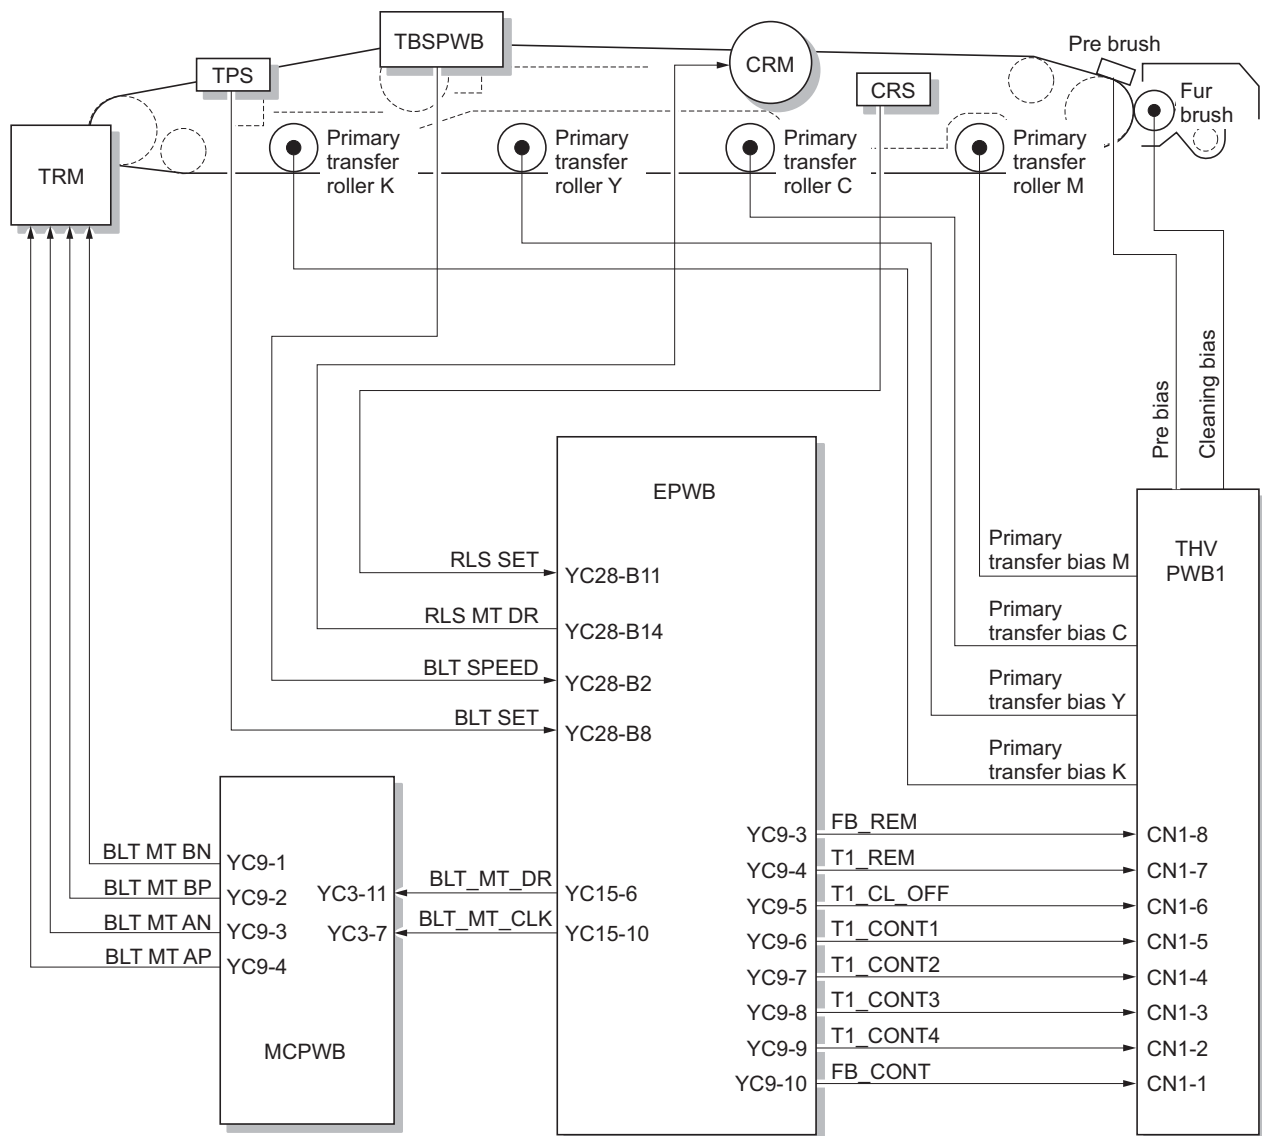 TBSPWB
Pre brush
TPS
CRM
CRS
Fur
brush
TRM
Primary
transfer
roller K
Primary
transfer
roller Y
Primary
transfer
roller C
Primary
transfer
roller M
Pre bias
Cleaning bias
EPWB
THV
PWB1
Primary
transfer bias M
Primary
transfer bias C
Primary
transfer bias Y
Primary
transfer bias K
RLS SET
YC28-B11
RLS MT DR
YC28-B14
BLT SPEED
YC28-B2
BLT SET
YC28-B8
BLT MT BN
YC9-1
BLT MT BP
YC9-2
BLT MT AN
YC9-3
BLT MT AP
YC9-4
YC3-11
BLT_MT_DR
YC15-6
YC3-7
BLT_MT_CLK
YC15-10
MCPWB
YC9-3
FB_REM
CN1-8
YC9-4
T1_REM
CN1-7
YC9-5
T1_CL_OFF
CN1-6
YC9-6
T1_CONT1
CN1-5
YC9-7
T1_CONT2
CN1-4
YC9-8
T1_CONT3
CN1-3
YC9-9
T1_CONT4
CN1-2
YC9-10
FB_CONT
CN1-1